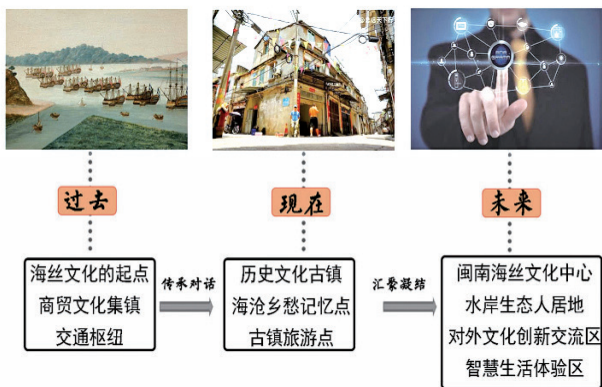 过去
现在
未来
海丝文化的起点
商贸文化集镇
交通枢纽
传承对话
历史文化古镇
海沧乡愁记忆点
古镇旅游点
汇聚凝结
闽南海丝文化中心
水岸生态人居地
对外文化创新交流区
智慧生活体验区